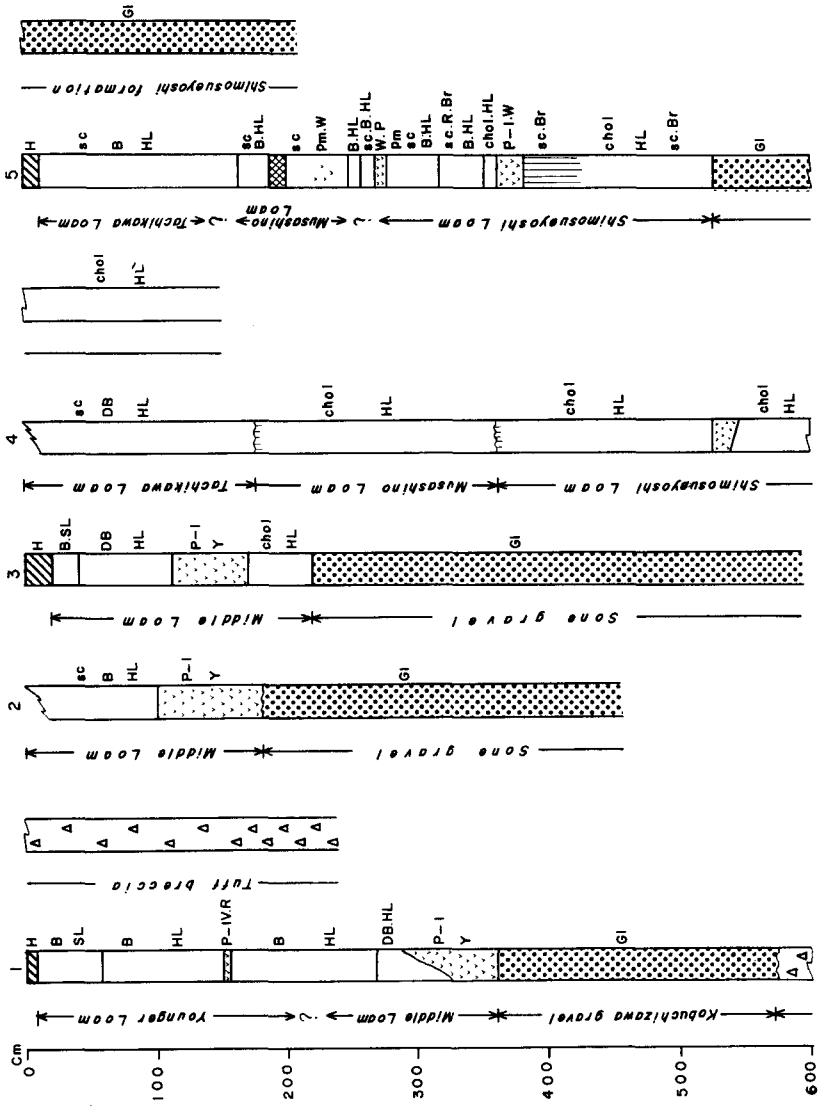 cm
0
100
200
300
400
500
600
1
Younger Loam
?
Middle Loam
Kobuchizawa gravel
H
B
SL
B
HL
P-IV.R
B
HL
DB.HL
P-I
Y
Gl
Tuff breccia
2
Middle Loam
Sone gravel
sc
B
HL
P-I
Y
Gl
3
Middle Loam
Sone gravel
H
B.SL
DB
HL
P-I
Y
chol
HL
Gl
4
Tachikawa Loam
Musashino Loam
Shimosueyoshi Loam
sc
DB
HL
chol
HL
chol
HL
chol
HL
chol
HL
5
Tachikawa Loam
?
Musashino Loam
?
Shimosueyoshi Loam
H
sc
B
HL
sc
B.HL
sc
Pm.W
B.HL
sc.B.HL
W.P
pm
sc
B.HL
sc.R.Br
B.HL
chol.HL
P-I.W
sc.Br
chol
HL
sc.Br
Gl
Shimosueyoshi formation
Gl